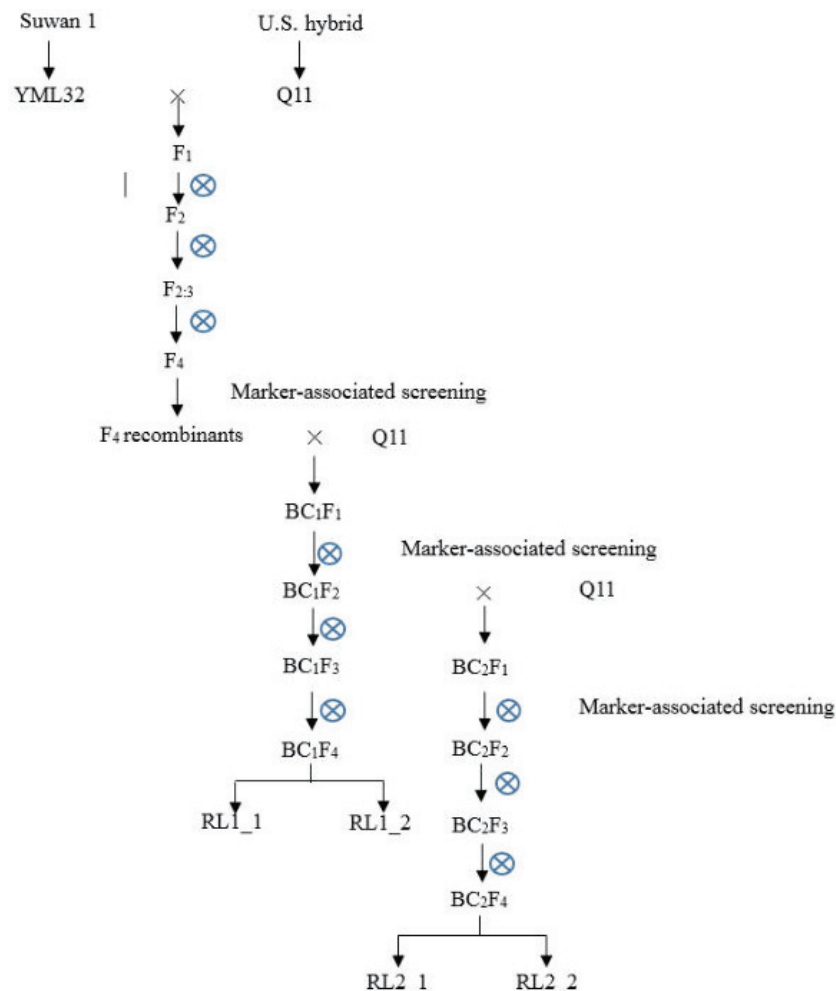 Suwan 1 U.S. hybrid
YML32 × Q11
F1
F2
F2:3
F4
Marker-associated screening
F4 recombinants × Q11
BC1F1
Marker-associated screening
BC1F2 × Q11
BC1F3 BC2F1
Marker-associated screening
BC1F4 BC2F2
RL1_1 RL1_2 BC2F3
BC2F4
RL2_1 RL2_2